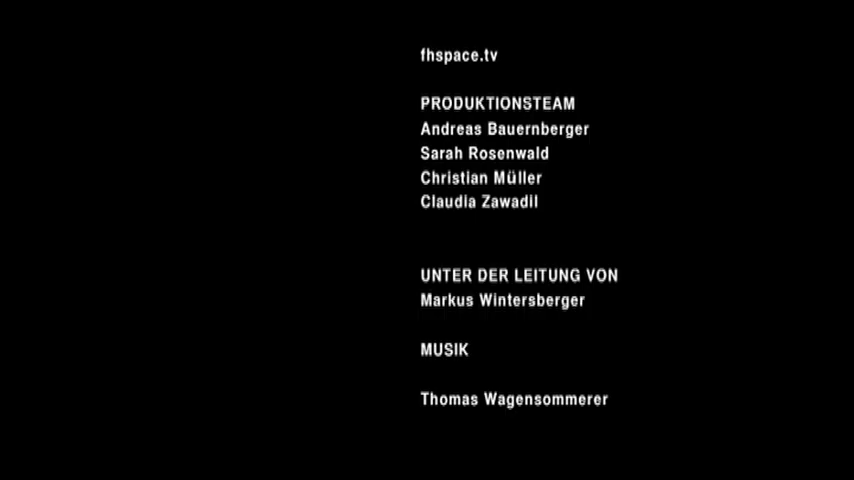 fhspace.tv
PRODUKTIONSTEAM
Andreas Bauernberger
Sarah Rosenwald
Christian Müller
Claudia Zawadil
UNTER DER LEITUNG VON
Markus Wintersberger
MUSIK
Thomas Wagensommerer